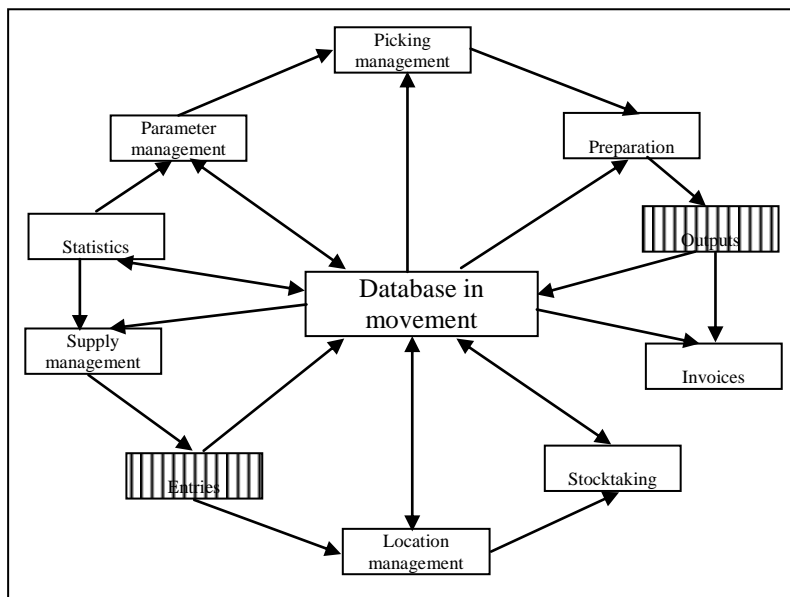 Picking
management
Parameter
management
Preparation
Statistics
Outputs
Database in
movement
Supply
management
Invoices
Entries
Stocktaking
Location
management